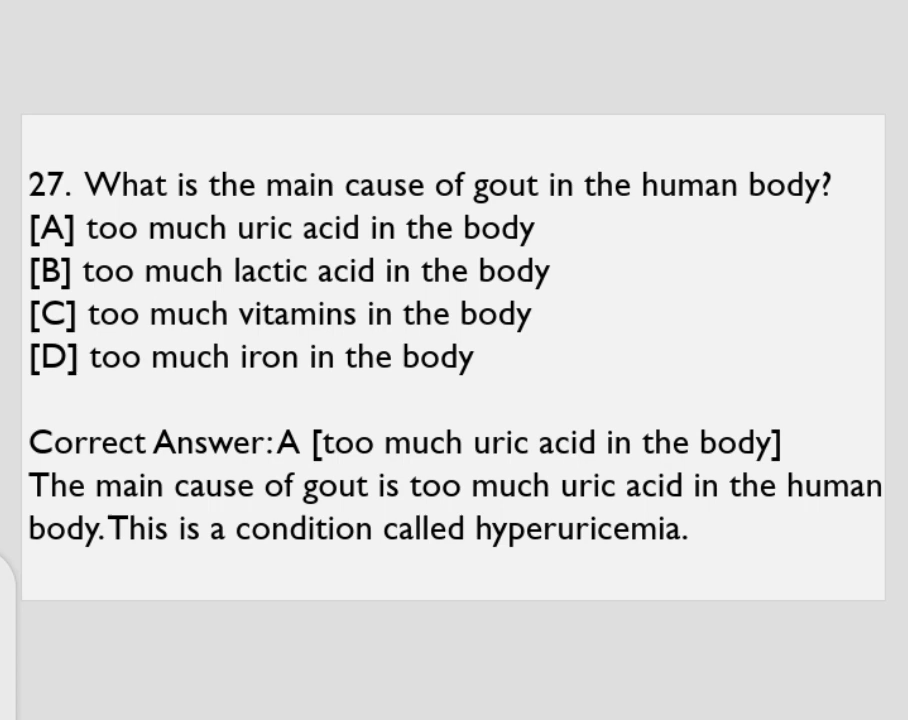 27. What is the main cause of gout in the human body?
[A] too much uric acid in the body
[B] too much lactic acid in the body
[C] too much vitamins in the body
[D] too much iron in the body
Correct Answer: A [too much uric acid in the body]
The main cause of gout is too much uric acid in the human
body. This is a condition called hyperuricemia.